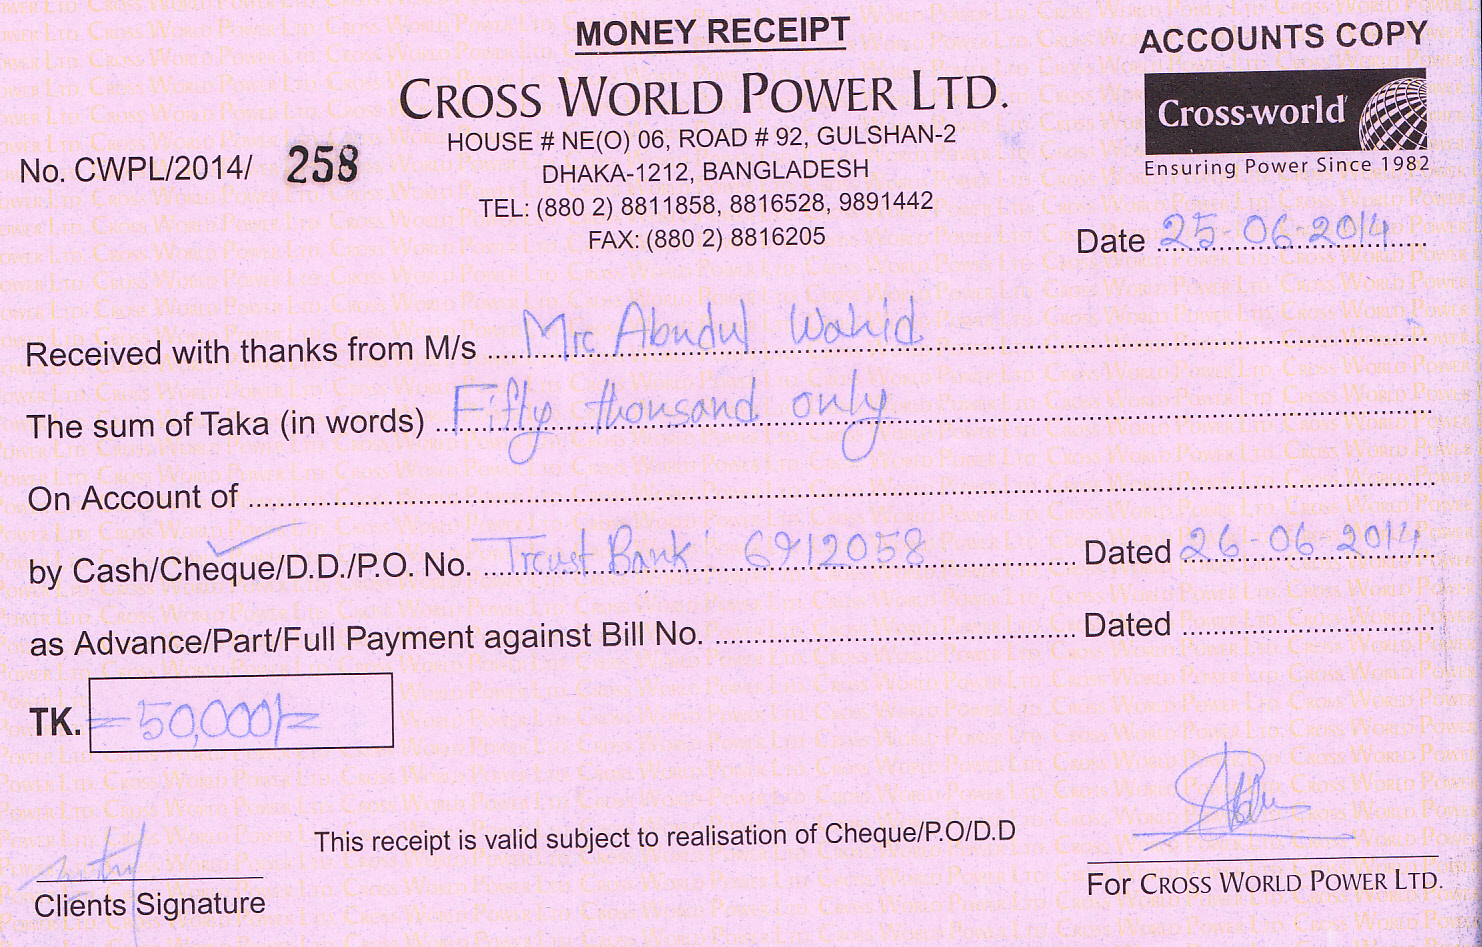 MONEY RECEIPT
ACCOUNTS COPY
CROSS WORLD POWER LTD.
Cross-world
Ensuring Power Since 1982
HOUSE # NE(O) 06, ROAD # 92, GULSHAN-2
DHAKA-1212, BANGLADESH
TEL: (880 2) 8811858, 8816528, 9891442
FAX: (880 2) 8816205
No. CWPL/2014/ 258
Date 25-06-2014
Received with thanks from M/s Mr Abudul Wahid
The sum of Taka (in words) Fifty thousand only
On Account of
by Cash/Cheque/D.D./P.O. No. Trust Bank 6912058 Dated 26-06-2014
as Advance/Part/Full Payment against Bill No. Dated
TK. =50,000/=
This receipt is valid subject to realisation of Cheque/P.O/D.D
Clients Signature
For CROSS WORLD POWER LTD.